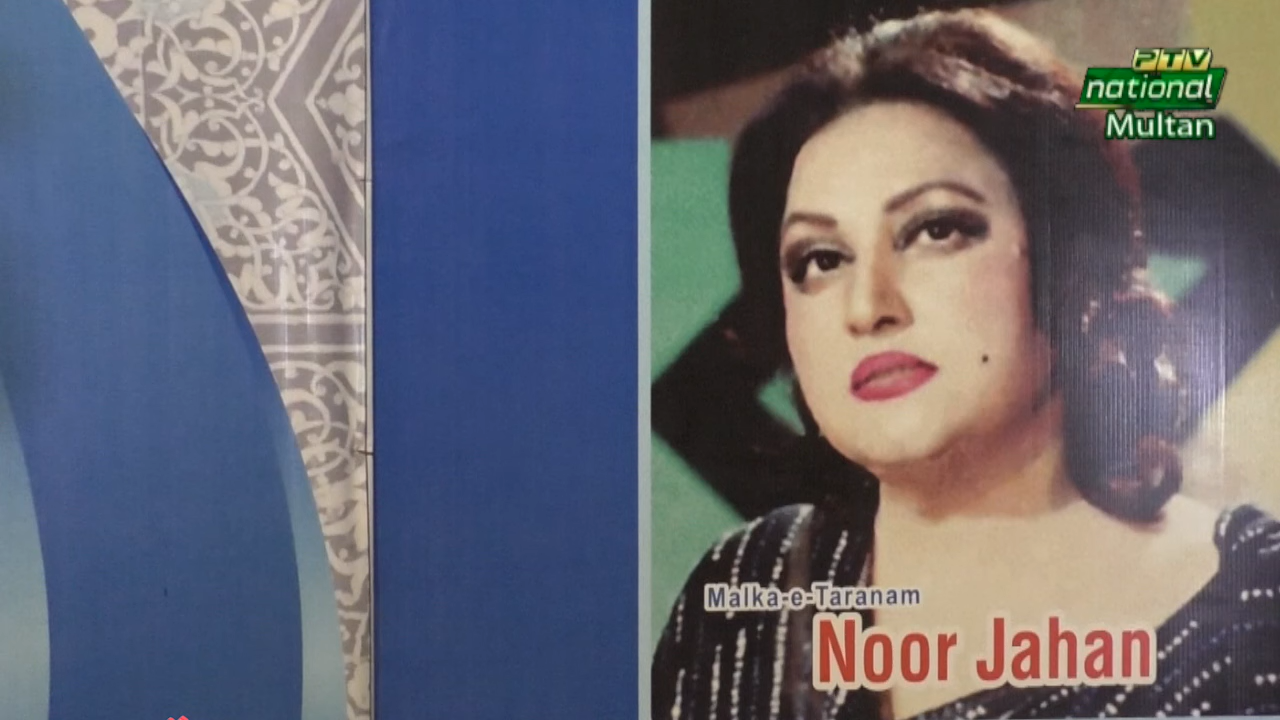 PTV
national
Multan
Malka-e-Taranam
Noor Jahan